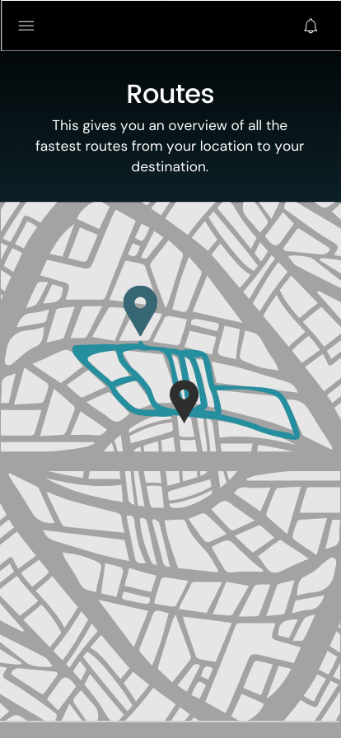 Routes
This gives you an overview of all the
fastest routes from your location to your
destination.